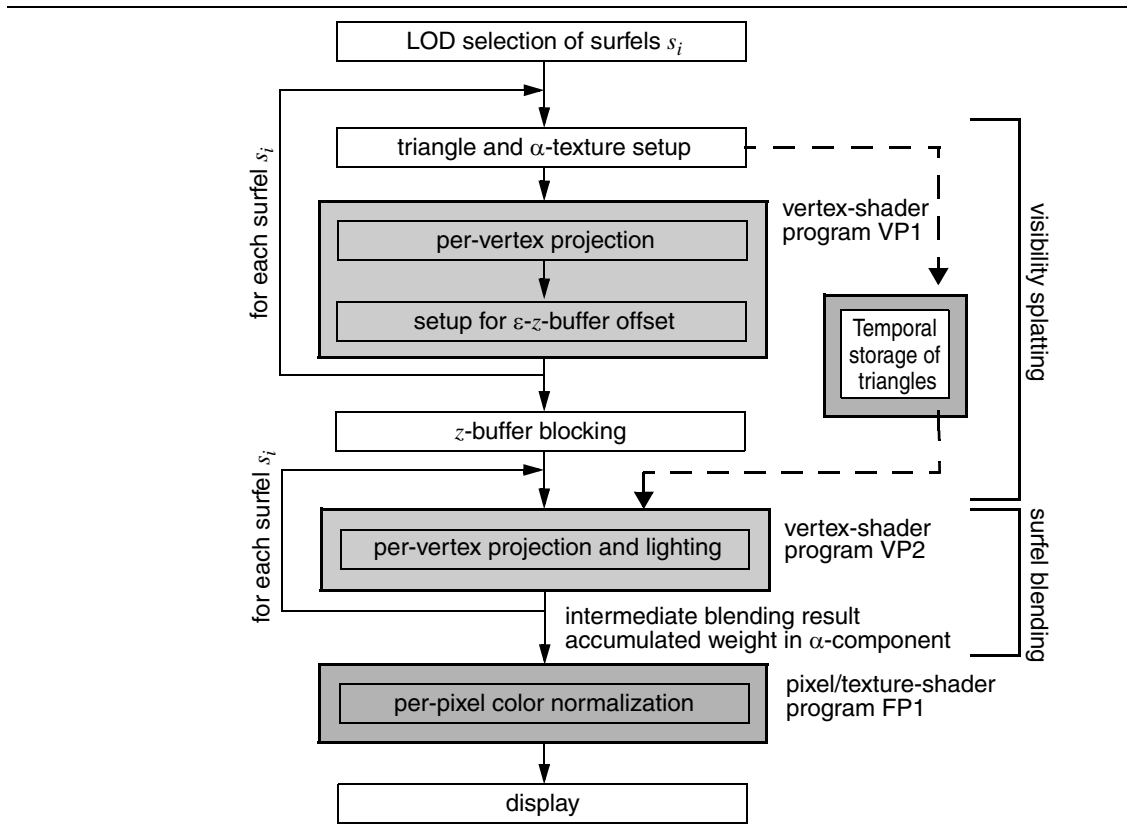 LOD selection of surfels s_i
for each surfel s_i
triangle and α-texture setup
vertex-shader
program VP1
per-vertex projection
setup for ε-z-buffer offset
Temporal
storage of
triangles
visibility splatting
z-buffer blocking
for each surfel s_i
per-vertex projection and lighting
vertex-shader
program VP2
surfel blending
intermediate blending result
accumulated weight in α-component
per-pixel color normalization
pixel/texture-shader
program FP1
display